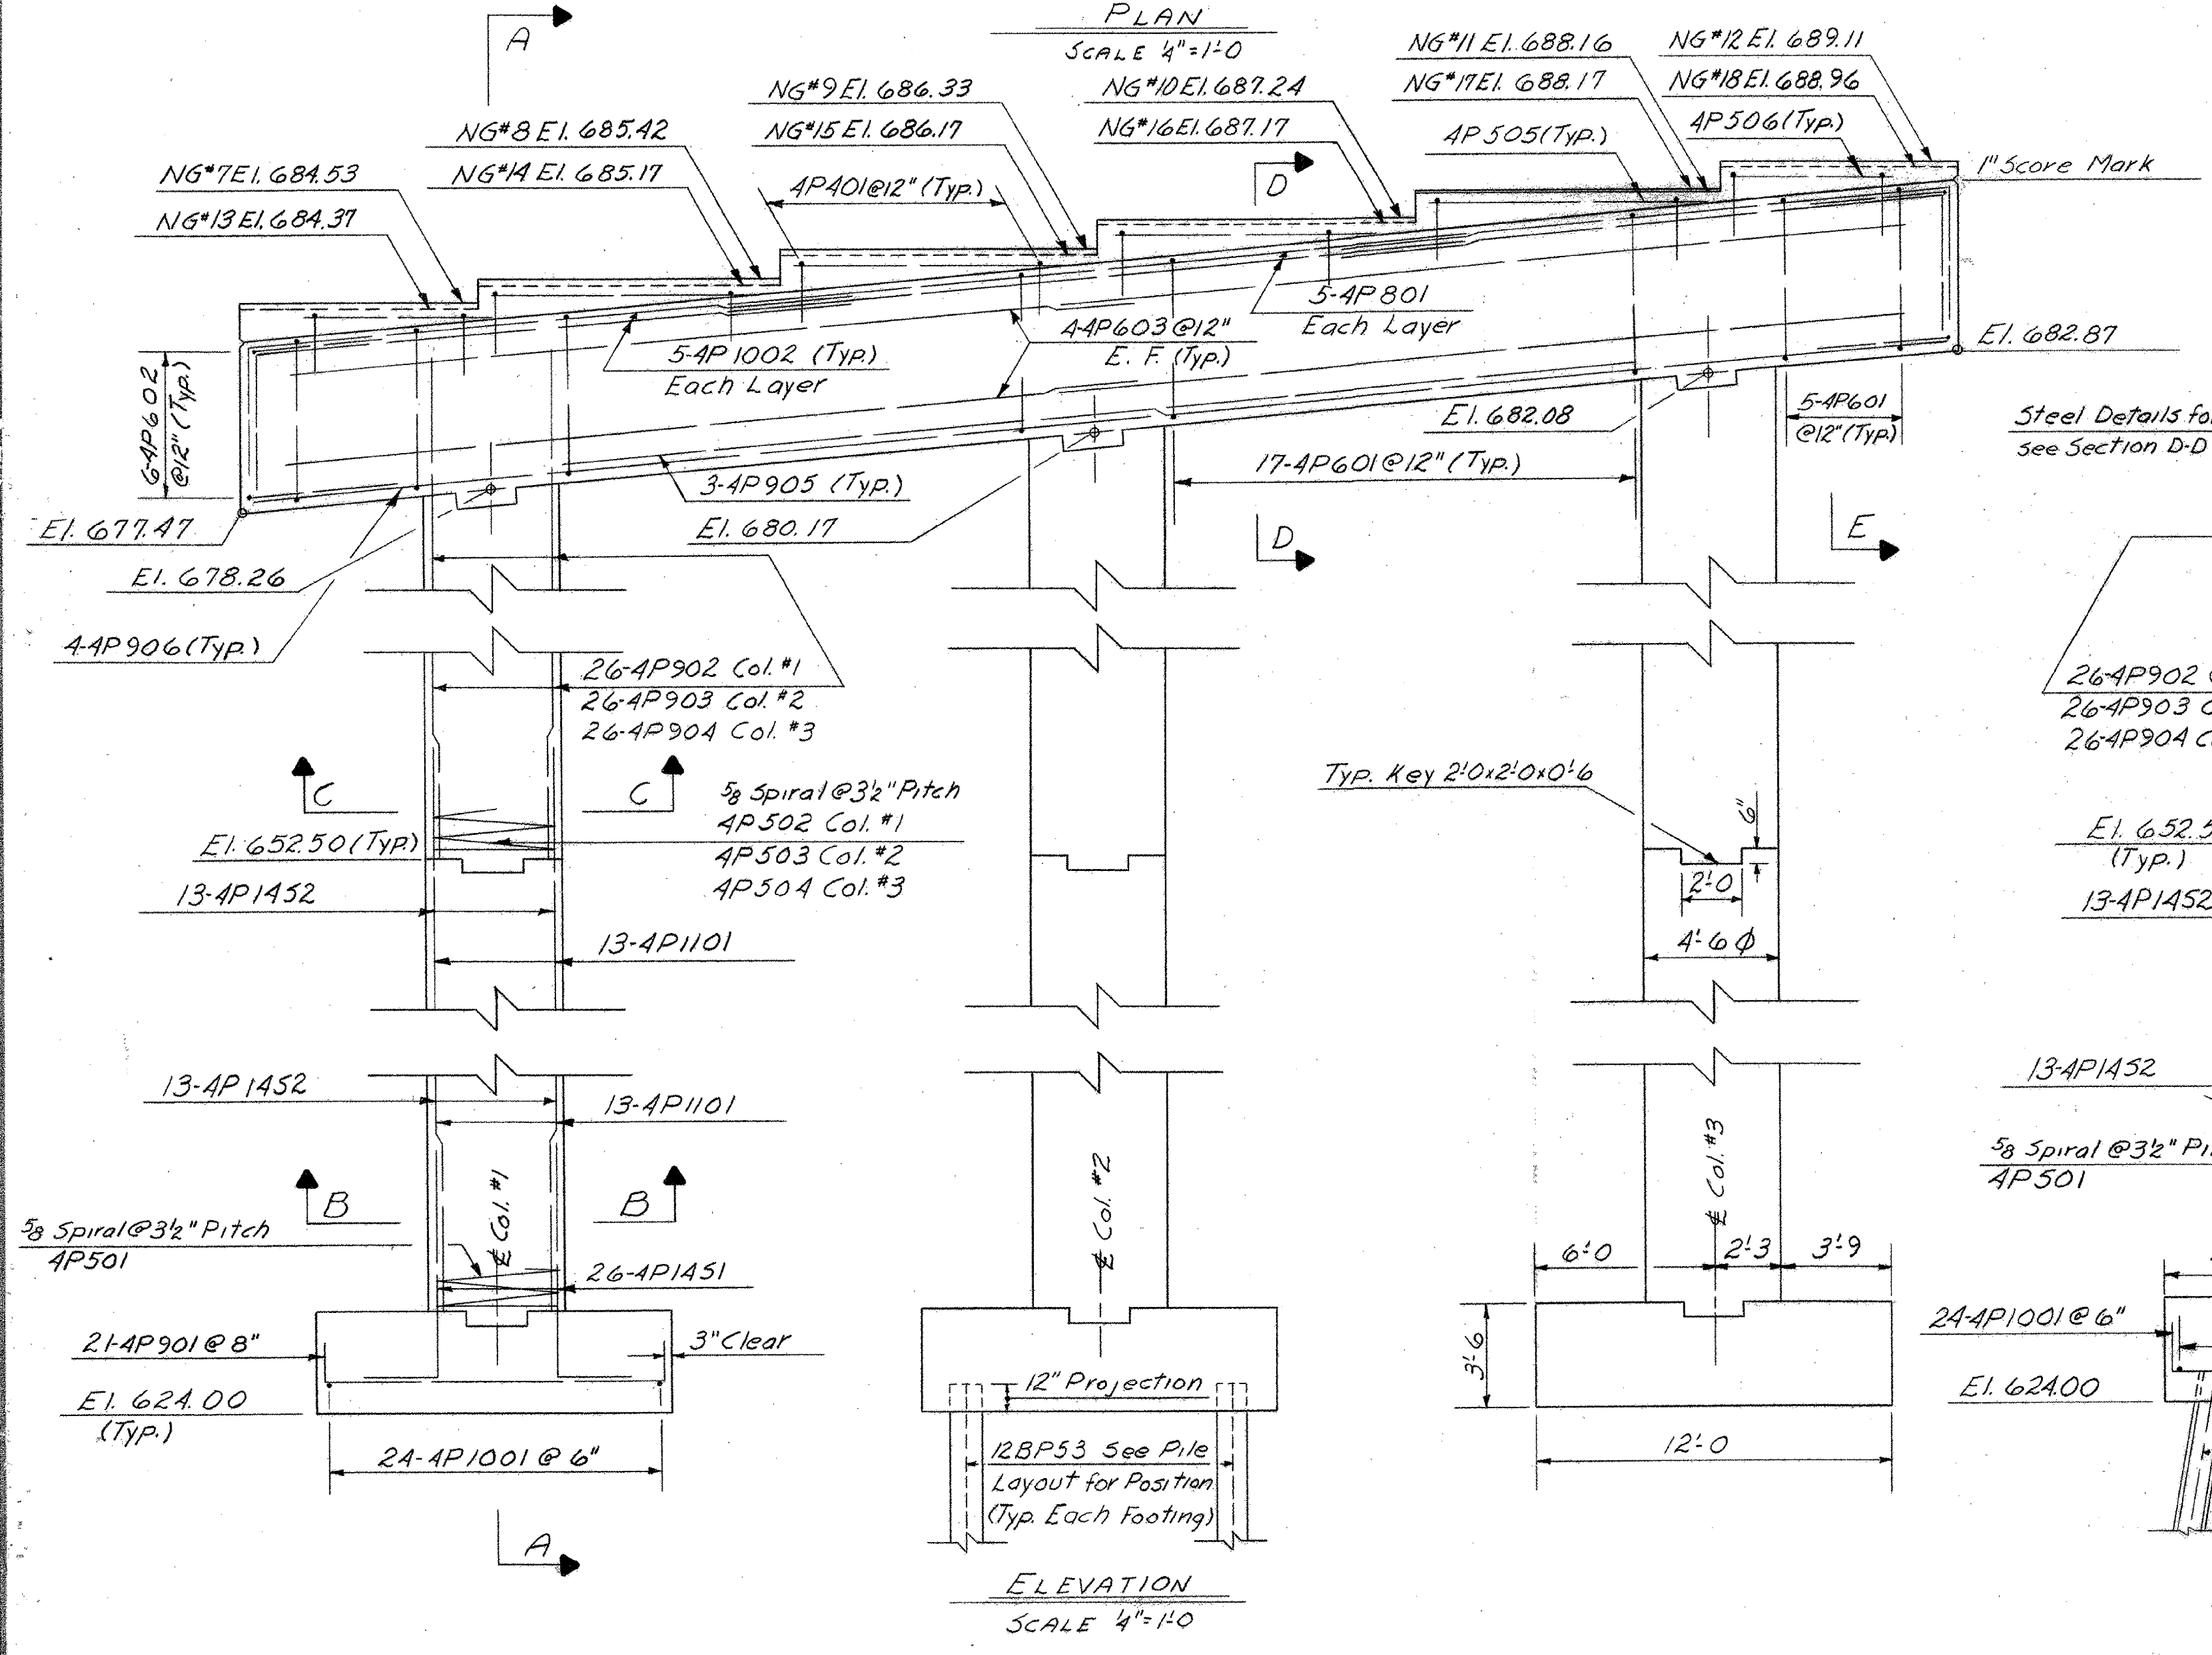 A
PLAN
SCALE ¼"=1'-0
NG#11 El. 688.16
NG#12 El. 689.11
NG#9 El. 686.33
NG#10 El. 687.24
NG#17 El. 688.17
NG#18 El. 688.96
NG#8 El. 685.42
NG#15 El. 686.17
NG#16 El. 687.17
4P505 (Typ.)
4P506 (Typ.)
NG#7 El. 684.53
NG#14 El. 685.17
4P401@12" (Typ.)
D
1" Score Mark
NG#13 El. 684.37
5-4P801
Each Layer
4-4P603@12"
E. F. (Typ.)
5-4P1002 (Typ.)
Each Layer
El. 682.87
6-4P602
@12" (Typ.)
El. 682.08
5-4P601
@12" (Typ.)
Steel Details fo
see Section D-D
17-4P601@12" (Typ.)
3-4P905 (Typ.)
El. 677.47
El. 680.17
D
E
El. 678.26
4-4P906 (Typ.)
26-4P902 Col. #1
26-4P903 Col. #2
26-4P904 Col. #3
26-4P902
26-4P903
26-4P904
C
C
Typ. Key 2'-0x2'-0x0'-6
⅝ Spiral @3½" Pitch
4P502 Col. #1
4P503 Col. #2
4P504 Col. #3
6"
El. 652.50 (Typ.)
El. 652.5
(Typ.)
2'-0
13-4P1452
13-4P1452
13-4P1101
4'-6 Ø
13-4P1452
13-4P1101
13-4P1452
B
B
℄ Col. #1
℄ Col. #2
℄ Col. #3
⅝ Spiral @3½" Pi
4P501
⅝ Spiral @3½" Pitch
4P501
26-4P1451
6'-0
2'-3
3'-9
21-4P901@8"
3" Clear
24-4P1001@6"
3'-6
12" Projection
El. 624.00
(Typ.)
El. 624.00
24-4P1001@6"
12BP53 See Pile
Layout for Position
(Typ. Each Footing)
12'-0
A
ELEVATION
SCALE ¼"=1'-0